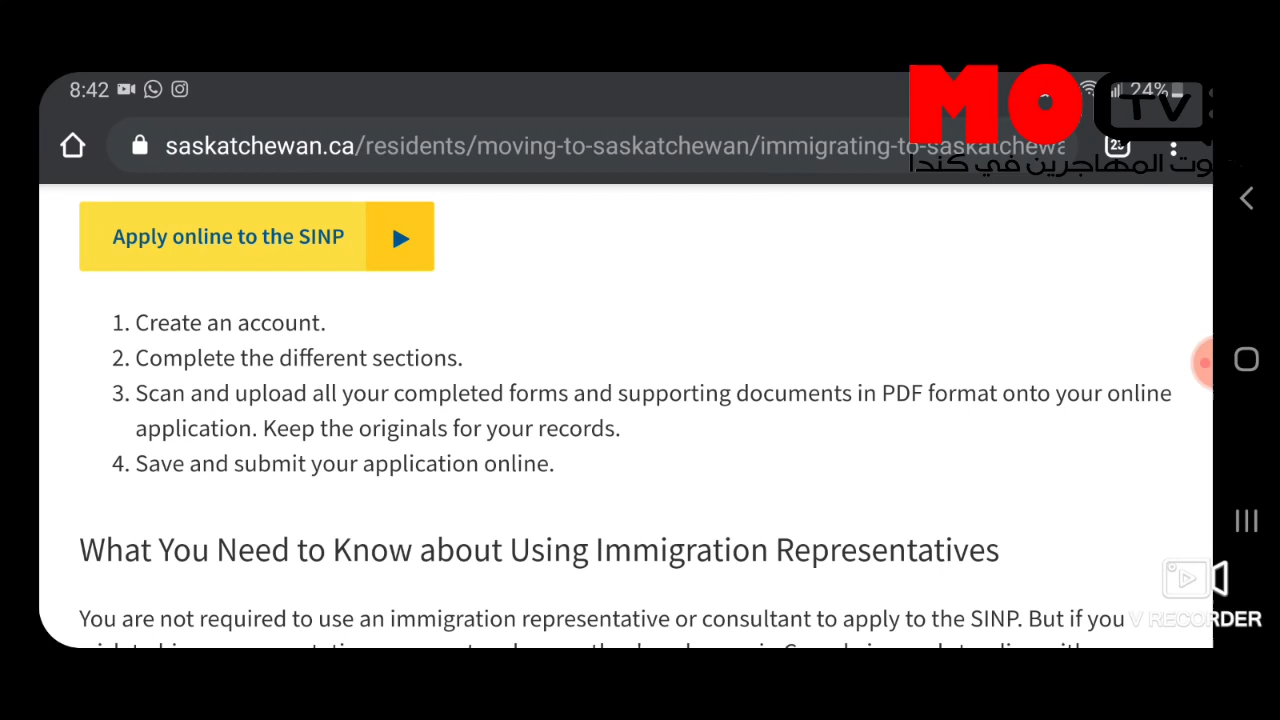 8:42
24%
MO TV
saskatchewan.ca/residents/moving-to-saskatchewan/immigrating-to-saskatchewa
23
المهاجرين في كندا
Apply online to the SINP
1. Create an account.
2. Complete the different sections.
3. Scan and upload all your completed forms and supporting documents in PDF format onto your online
application. Keep the originals for your records.
4. Save and submit your application online.
What You Need to Know about Using Immigration Representatives
You are not required to use an immigration representative or consultant to apply to the SINP. But if you
V RECORDER